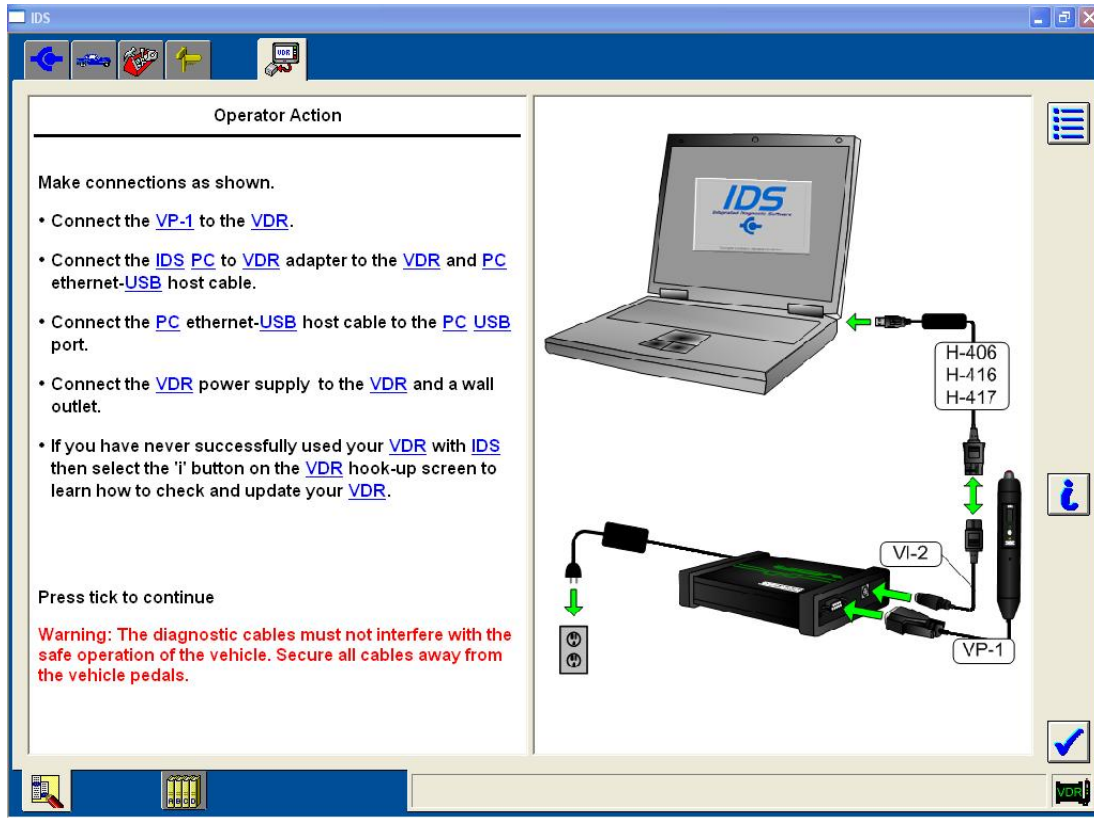 IDS
VDR
Operator Action
Make connections as shown.
• Connect the VP-1 to the VDR.
• Connect the IDS PC to VDR adapter to the VDR and PC
ethernet-USB host cable.
• Connect the PC ethernet-USB host cable to the PC USB
port.
• Connect the VDR power supply to the VDR and a wall
outlet.
• If you have never successfully used your VDR with IDS
then select the 'i' button on the VDR hook-up screen to
learn how to check and update your VDR.
Press tick to continue
Warning: The diagnostic cables must not interfere with the
safe operation of the vehicle. Secure all cables away from
the vehicle pedals.
IDS
Integrated Diagnostic Software
H-406
H-416
H-417
VI-2
VP-1
i
A B C D
VDR